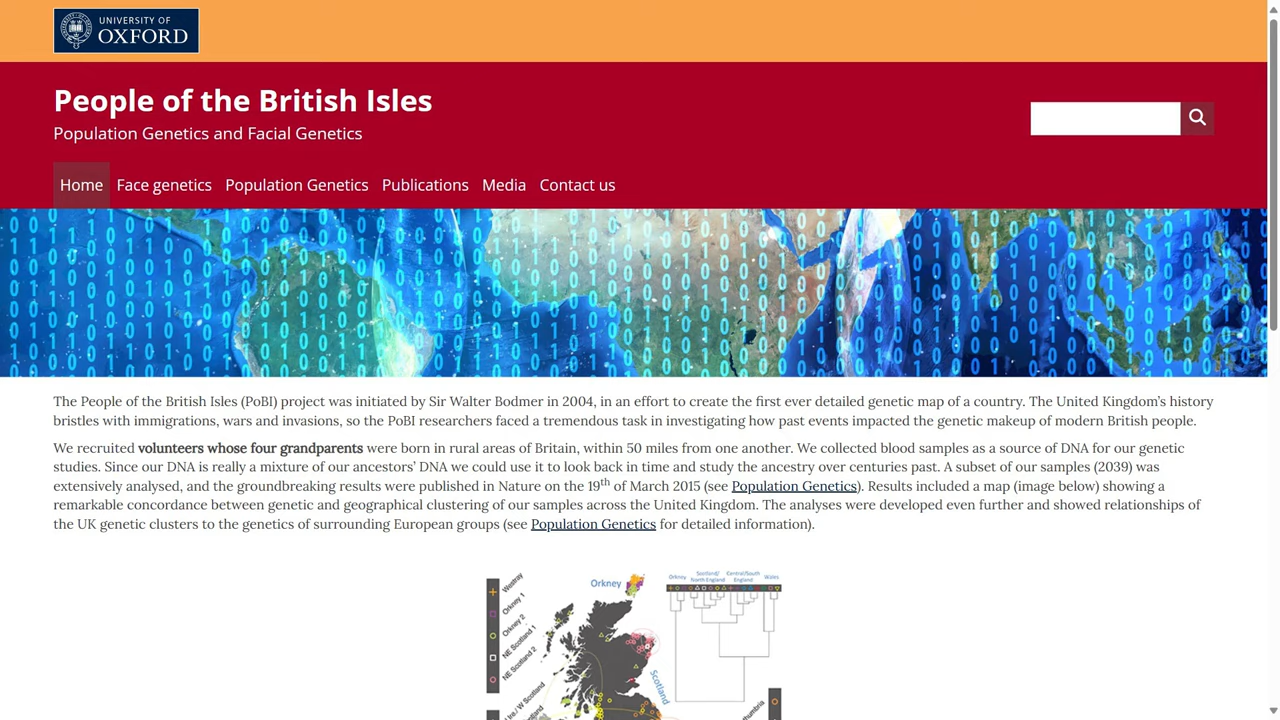 UNIVERSITY OF
OXFORD
People of the British Isles
Population Genetics and Facial Genetics
Home Face genetics Population Genetics Publications Media Contact us
The People of the British Isles (PoBI) project was initiated by Sir Walter Bodmer in 2004, in an effort to create the first ever detailed genetic map of a country. The United Kingdom’s history
bristles with immigrations, wars and invasions, so the PoBI researchers faced a tremendous task in investigating how past events impacted the genetic makeup of modern British people.
We recruited volunteers whose four grandparents were born in rural areas of Britain, within 50 miles from one another. We collected blood samples as a source of DNA for our genetic
studies. Since our DNA is really a mixture of our ancestors’ DNA we could use it to look back in time and study the ancestry over centuries past. A subset of our samples (2039) was
extensively analysed, and the groundbreaking results were published in Nature on the 19th of March 2015 (see Population Genetics). Results included a map (image below) showing a
remarkable concordance between genetic and geographical clustering of our samples across the United Kingdom. The analyses were developed even further and showed relationships of
the UK genetic clusters to the genetics of surrounding European groups (see Population Genetics for detailed information).
Westray
Orkney 1
Orkney 2
NE Scotland 1
NE Scotland 2
Orkney
Scotland
Orkney
Scotland/
North England
Central/South
England
Wales